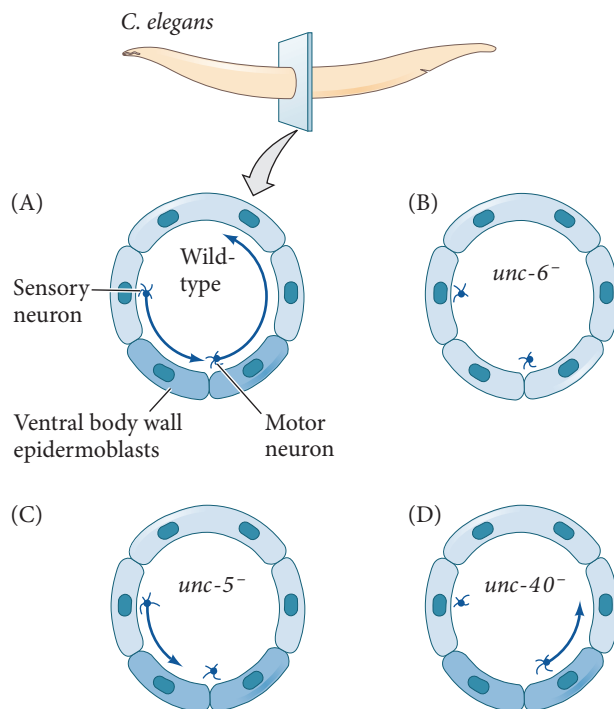 C. elegans
(A)
Wild-
type
Sensory
neuron
Ventral body wall
epidermoblasts
Motor
neuron
(B)
unc-6⁻
(C)
unc-5⁻
(D)
unc-40⁻